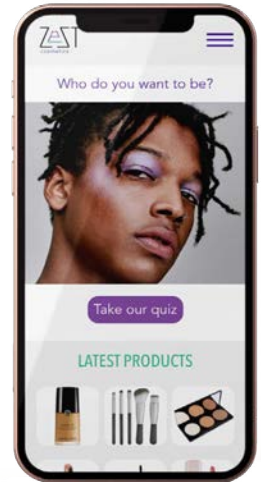 ZEST
cosmetics
Who do you want to be?
Take our quiz
LATEST PRODUCTS